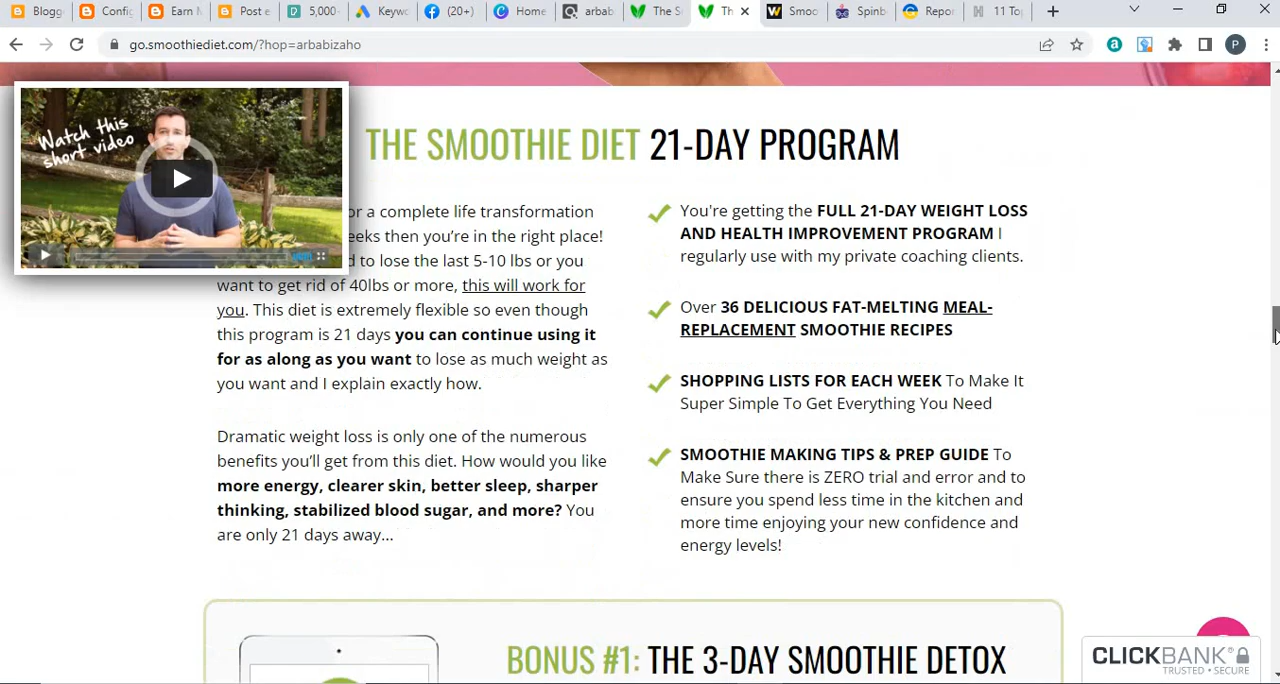 Blogg
Config
Earn M
Post e
5,000+
Keywo
(20+)
Home
arbab
The S
Th
Smoo
Spinb
Repor
11 To
go.smoothiediet.com/?hop=arbabizaho
P
Watch this
short video
THE SMOOTHIE DIET 21-DAY PROGRAM
or a complete life transformation
eeks then you're in the right place!
d to lose the last 5-10 lbs or you
want to get rid of 40lbs or more, this will work for
you. This diet is extremely flexible so even though
this program is 21 days you can continue using it
for as along as you want to lose as much weight as
you want and I explain exactly how.
Dramatic weight loss is only one of the numerous
benefits you'll get from this diet. How would you like
more energy, clearer skin, better sleep, sharper
thinking, stabilized blood sugar, and more? You
are only 21 days away...
You're getting the FULL 21-DAY WEIGHT LOSS
AND HEALTH IMPROVEMENT PROGRAM I
regularly use with my private coaching clients.
Over 36 DELICIOUS FAT-MELTING MEAL-
REPLACEMENT SMOOTHIE RECIPES
SHOPPING LISTS FOR EACH WEEK To Make It
Super Simple To Get Everything You Need
SMOOTHIE MAKING TIPS & PREP GUIDE To
Make Sure there is ZERO trial and error and to
ensure you spend less time in the kitchen and
more time enjoying your new confidence and
energy levels!
BONUS #1: THE 3-DAY SMOOTHIE DETOX
CLICKBANK®
TRUSTED • SECURE